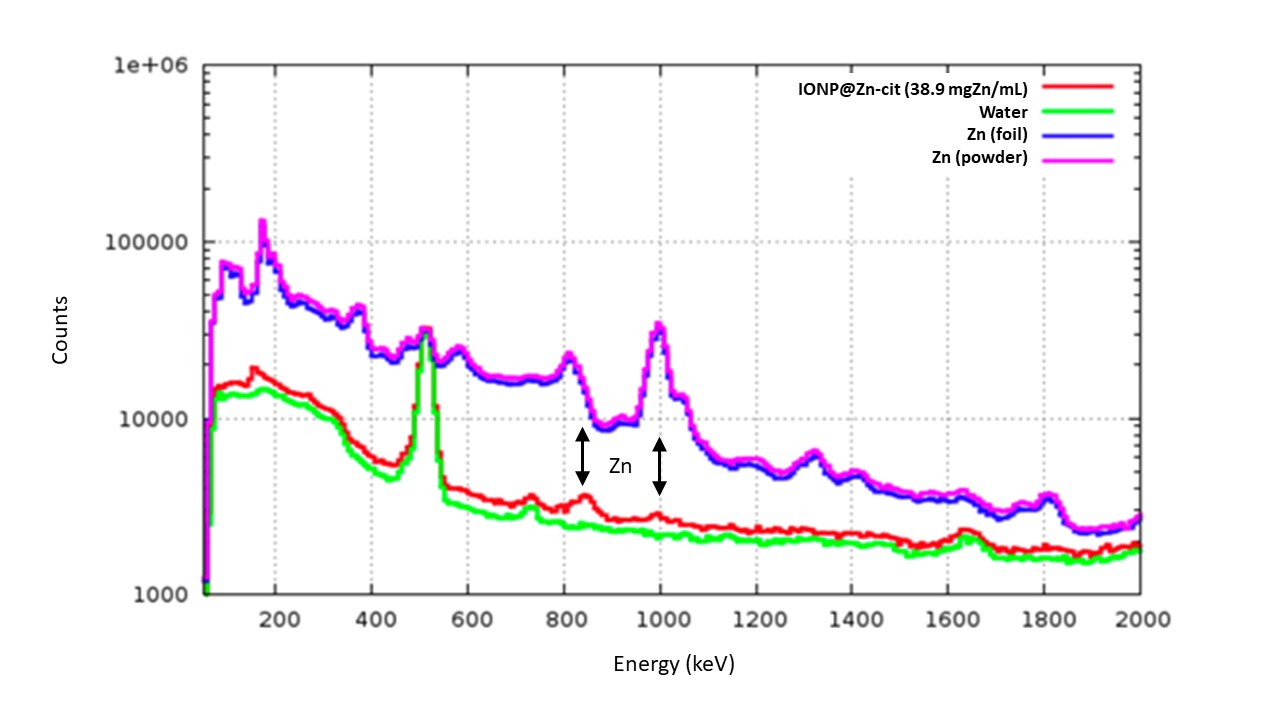 1e+06
100000
10000
1000
Counts
IONP@Zn-cit (38.9 mgZn/mL)
Water
Zn (foil)
Zn (powder)
Zn
200 400 600 800 1000 1200 1400 1600 1800 2000
Energy (keV)